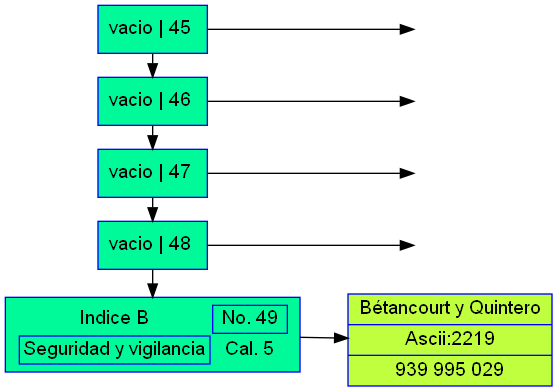 vacio | 45
vacio | 46
vacio | 47
vacio | 48
Indice B
No. 49
Seguridad y vigilancia
Cal. 5
Bétancourt y Quintero
Ascii:2219
939 995 029